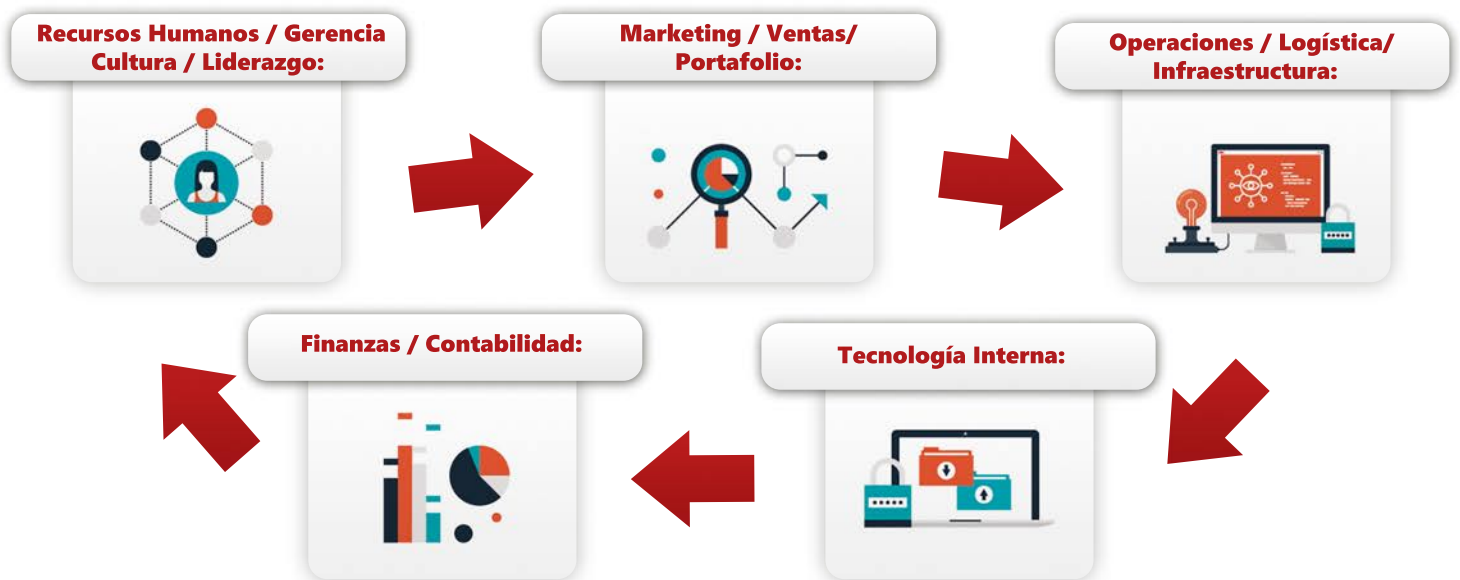 Recursos Humanos / Gerencia
Cultura / Liderazgo:
Marketing / Ventas/
Portafolio:
Operaciones / Logística/
Infraestructura:
Finanzas / Contabilidad:
Tecnología Interna: